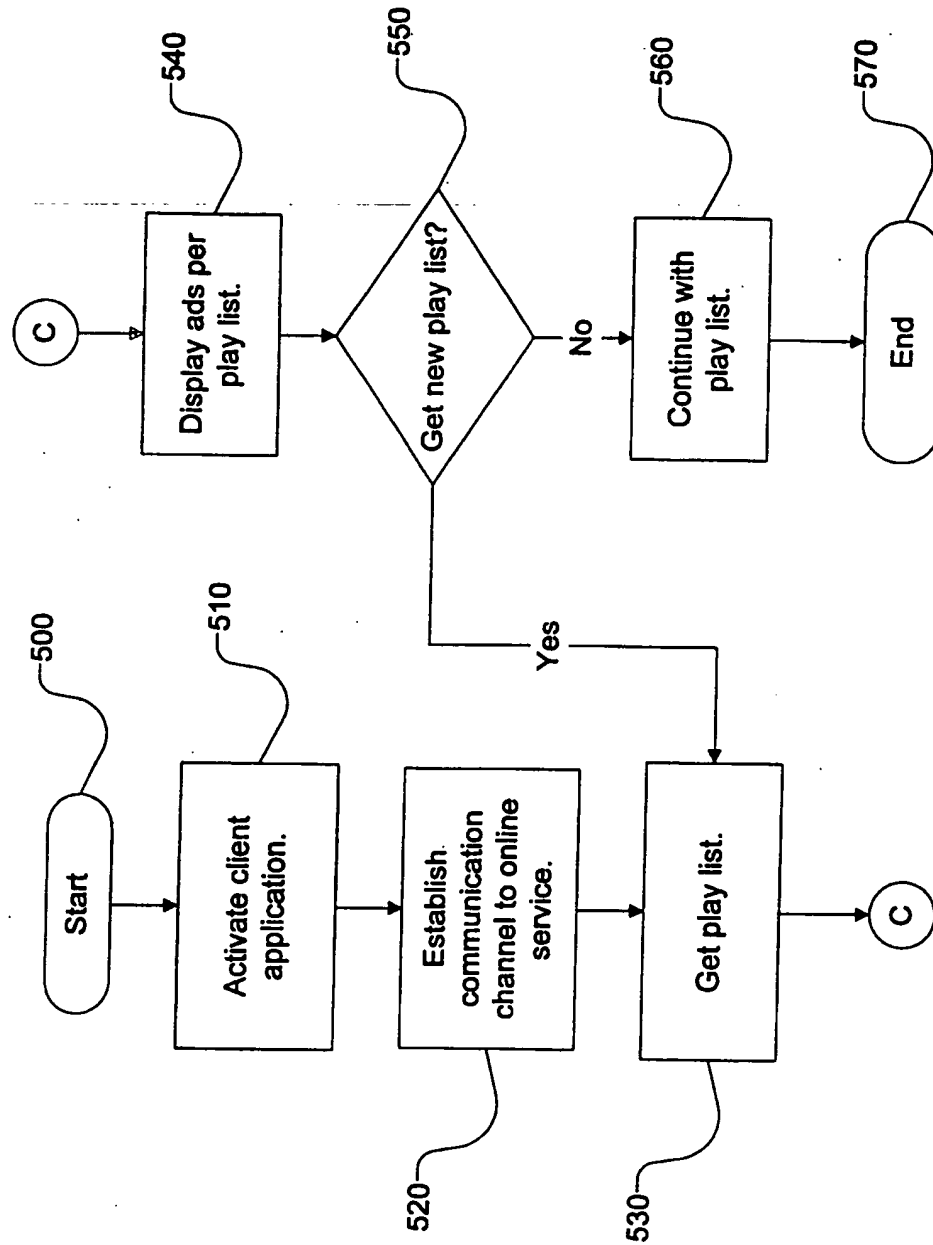 Start
500
Activate client
application.
510
Establish
communication
channel to online
service.
520
Get play list.
530
C
C
Display ads per
play list.
540
Get new play list?
550
Yes
No
Continue with
play list.
560
End
570